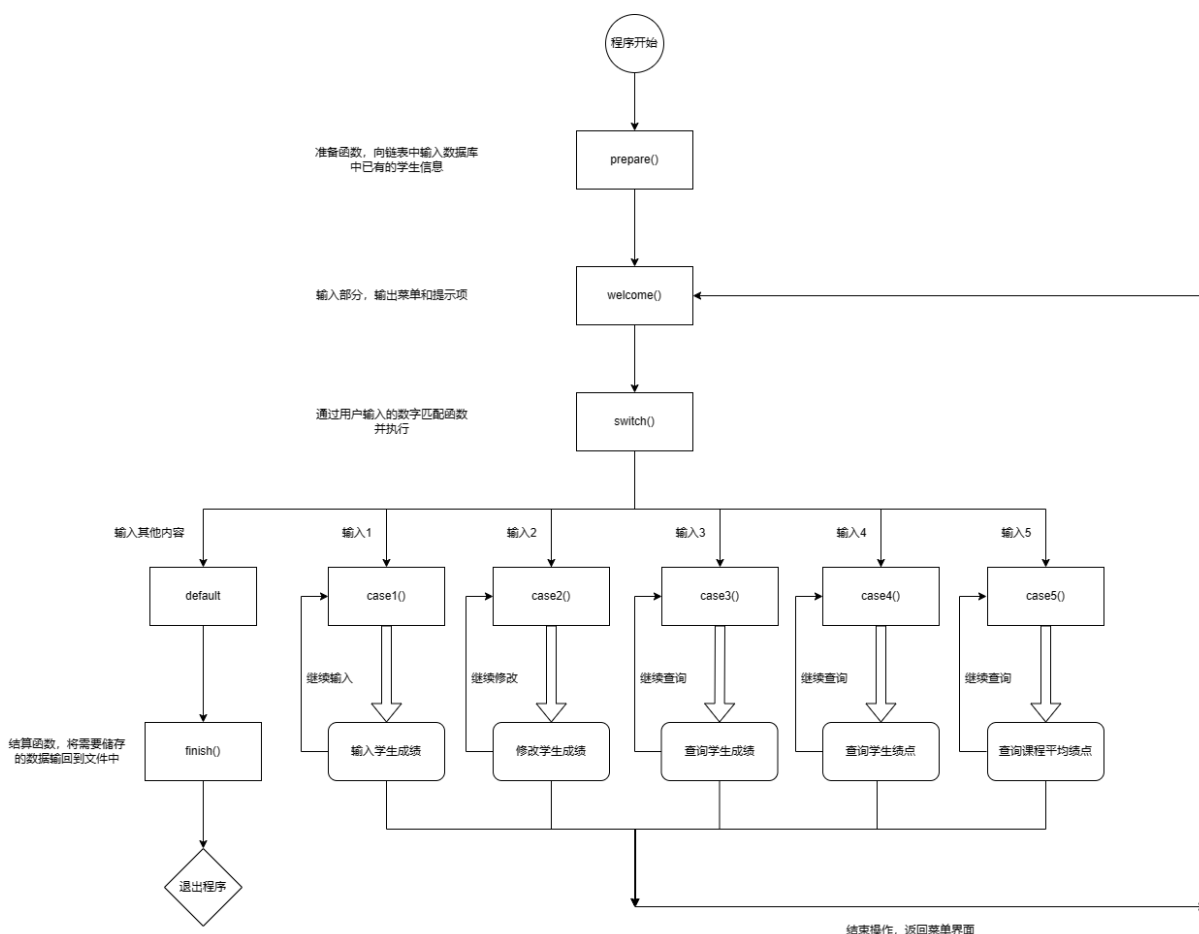 程序开始
准备函数，向链表中输入数据库
中已有的学生信息
prepare()
输入部分，输出菜单和提示项
welcome()
通过用户输入的数字匹配函数
并执行
switch()
输入其他内容
输入1
输入2
输入3
输入4
输入5
default
case1()
case2()
case3()
case4()
case5()
继续输入
继续修改
继续查询
继续查询
继续查询
结算函数，将需要储存
的数据输回到文件中
finish()
输入学生成绩
修改学生成绩
查询学生成绩
查询学生绩点
查询课程平均绩点
退出程序
结束操作，返回菜单界面